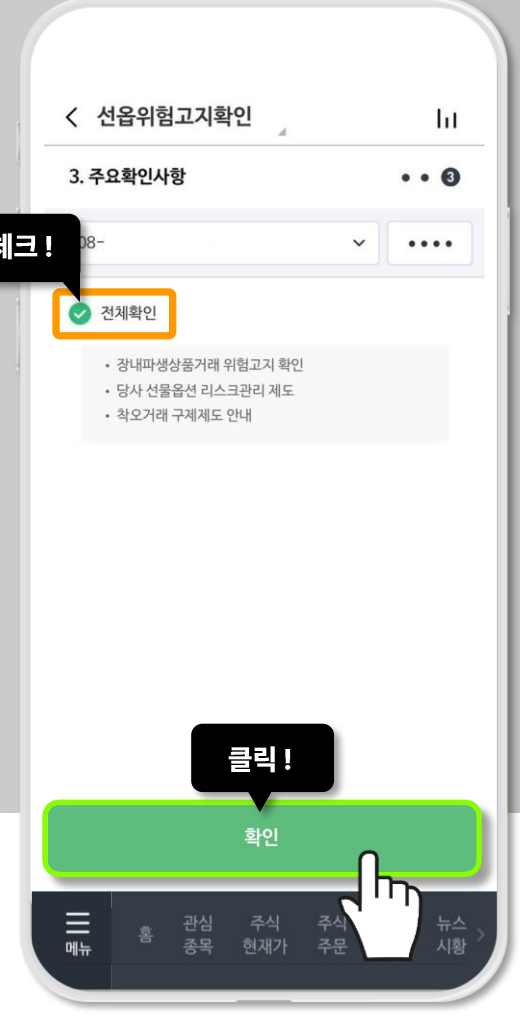 선옵위험고지확인
3. 주요확인사항
3
체크 !
08-
••••
전체확인
• 장내파생상품거래 위험고지 확인
• 당사 선물옵션 리스크관리 제도
• 착오거래 구제제도 안내
클릭 !
확인
메뉴
홈
관심
종목
주식
현재가
주식
주문
뉴스
시황